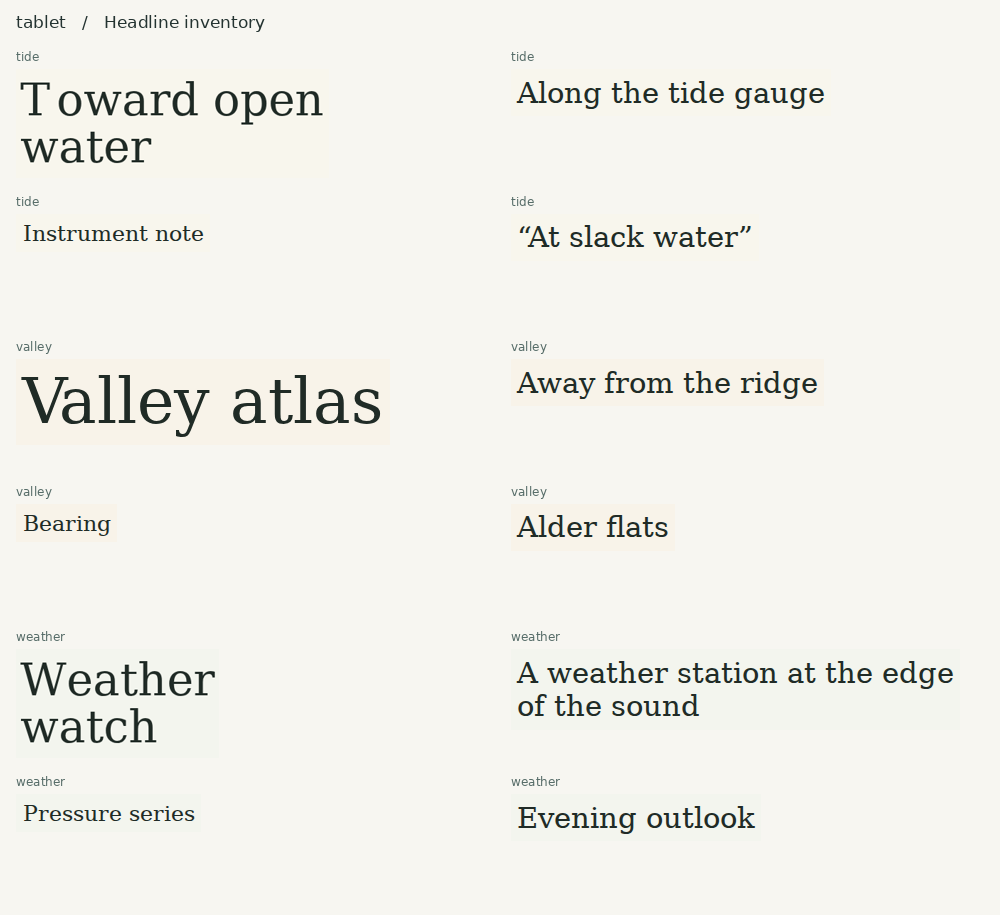 tablet / Headline inventory
tide
Toward open
water
tide
Along the tide gauge
tide
Instrument note
tide
“At slack water”
valley
Valley atlas
valley
Away from the ridge
valley
Bearing
valley
Alder flats
weather
Weather
watch
weather
A weather station at the edge
of the sound
weather
Pressure series
weather
Evening outlook